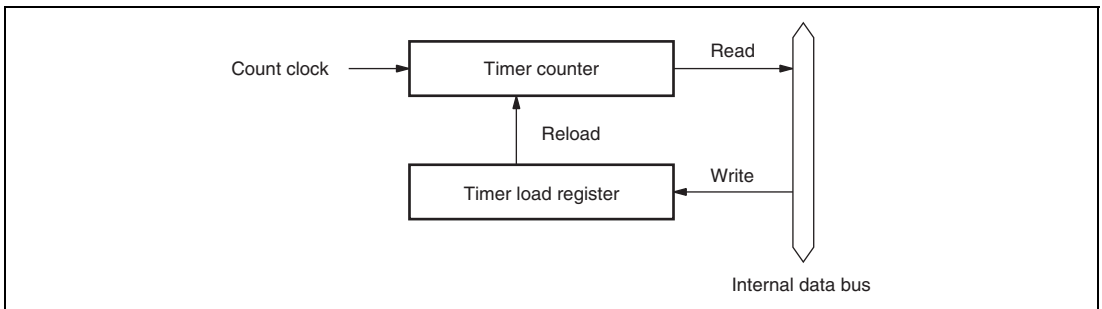 Read
Count clock
Timer counter
Reload
Write
Timer load register
Internal data bus